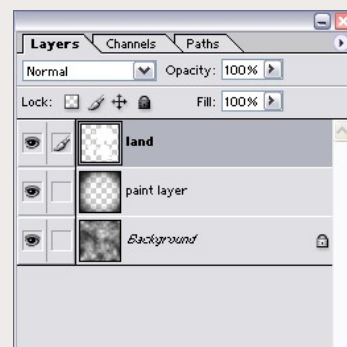 Layers Channels Paths
Normal Opacity: 100%
Lock: Fill: 100%
land
paint layer
Background